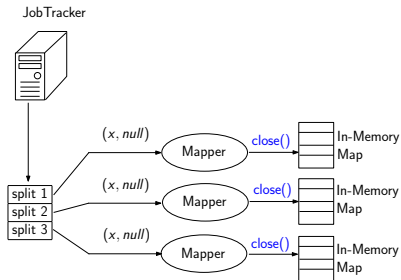 JobTracker
split 1
split 2
split 3
(x, null)
Mapper
close()
In-Memory
Map
(x, null)
Mapper
close()
In-Memory
Map
(x, null)
Mapper
close()
In-Memory
Map